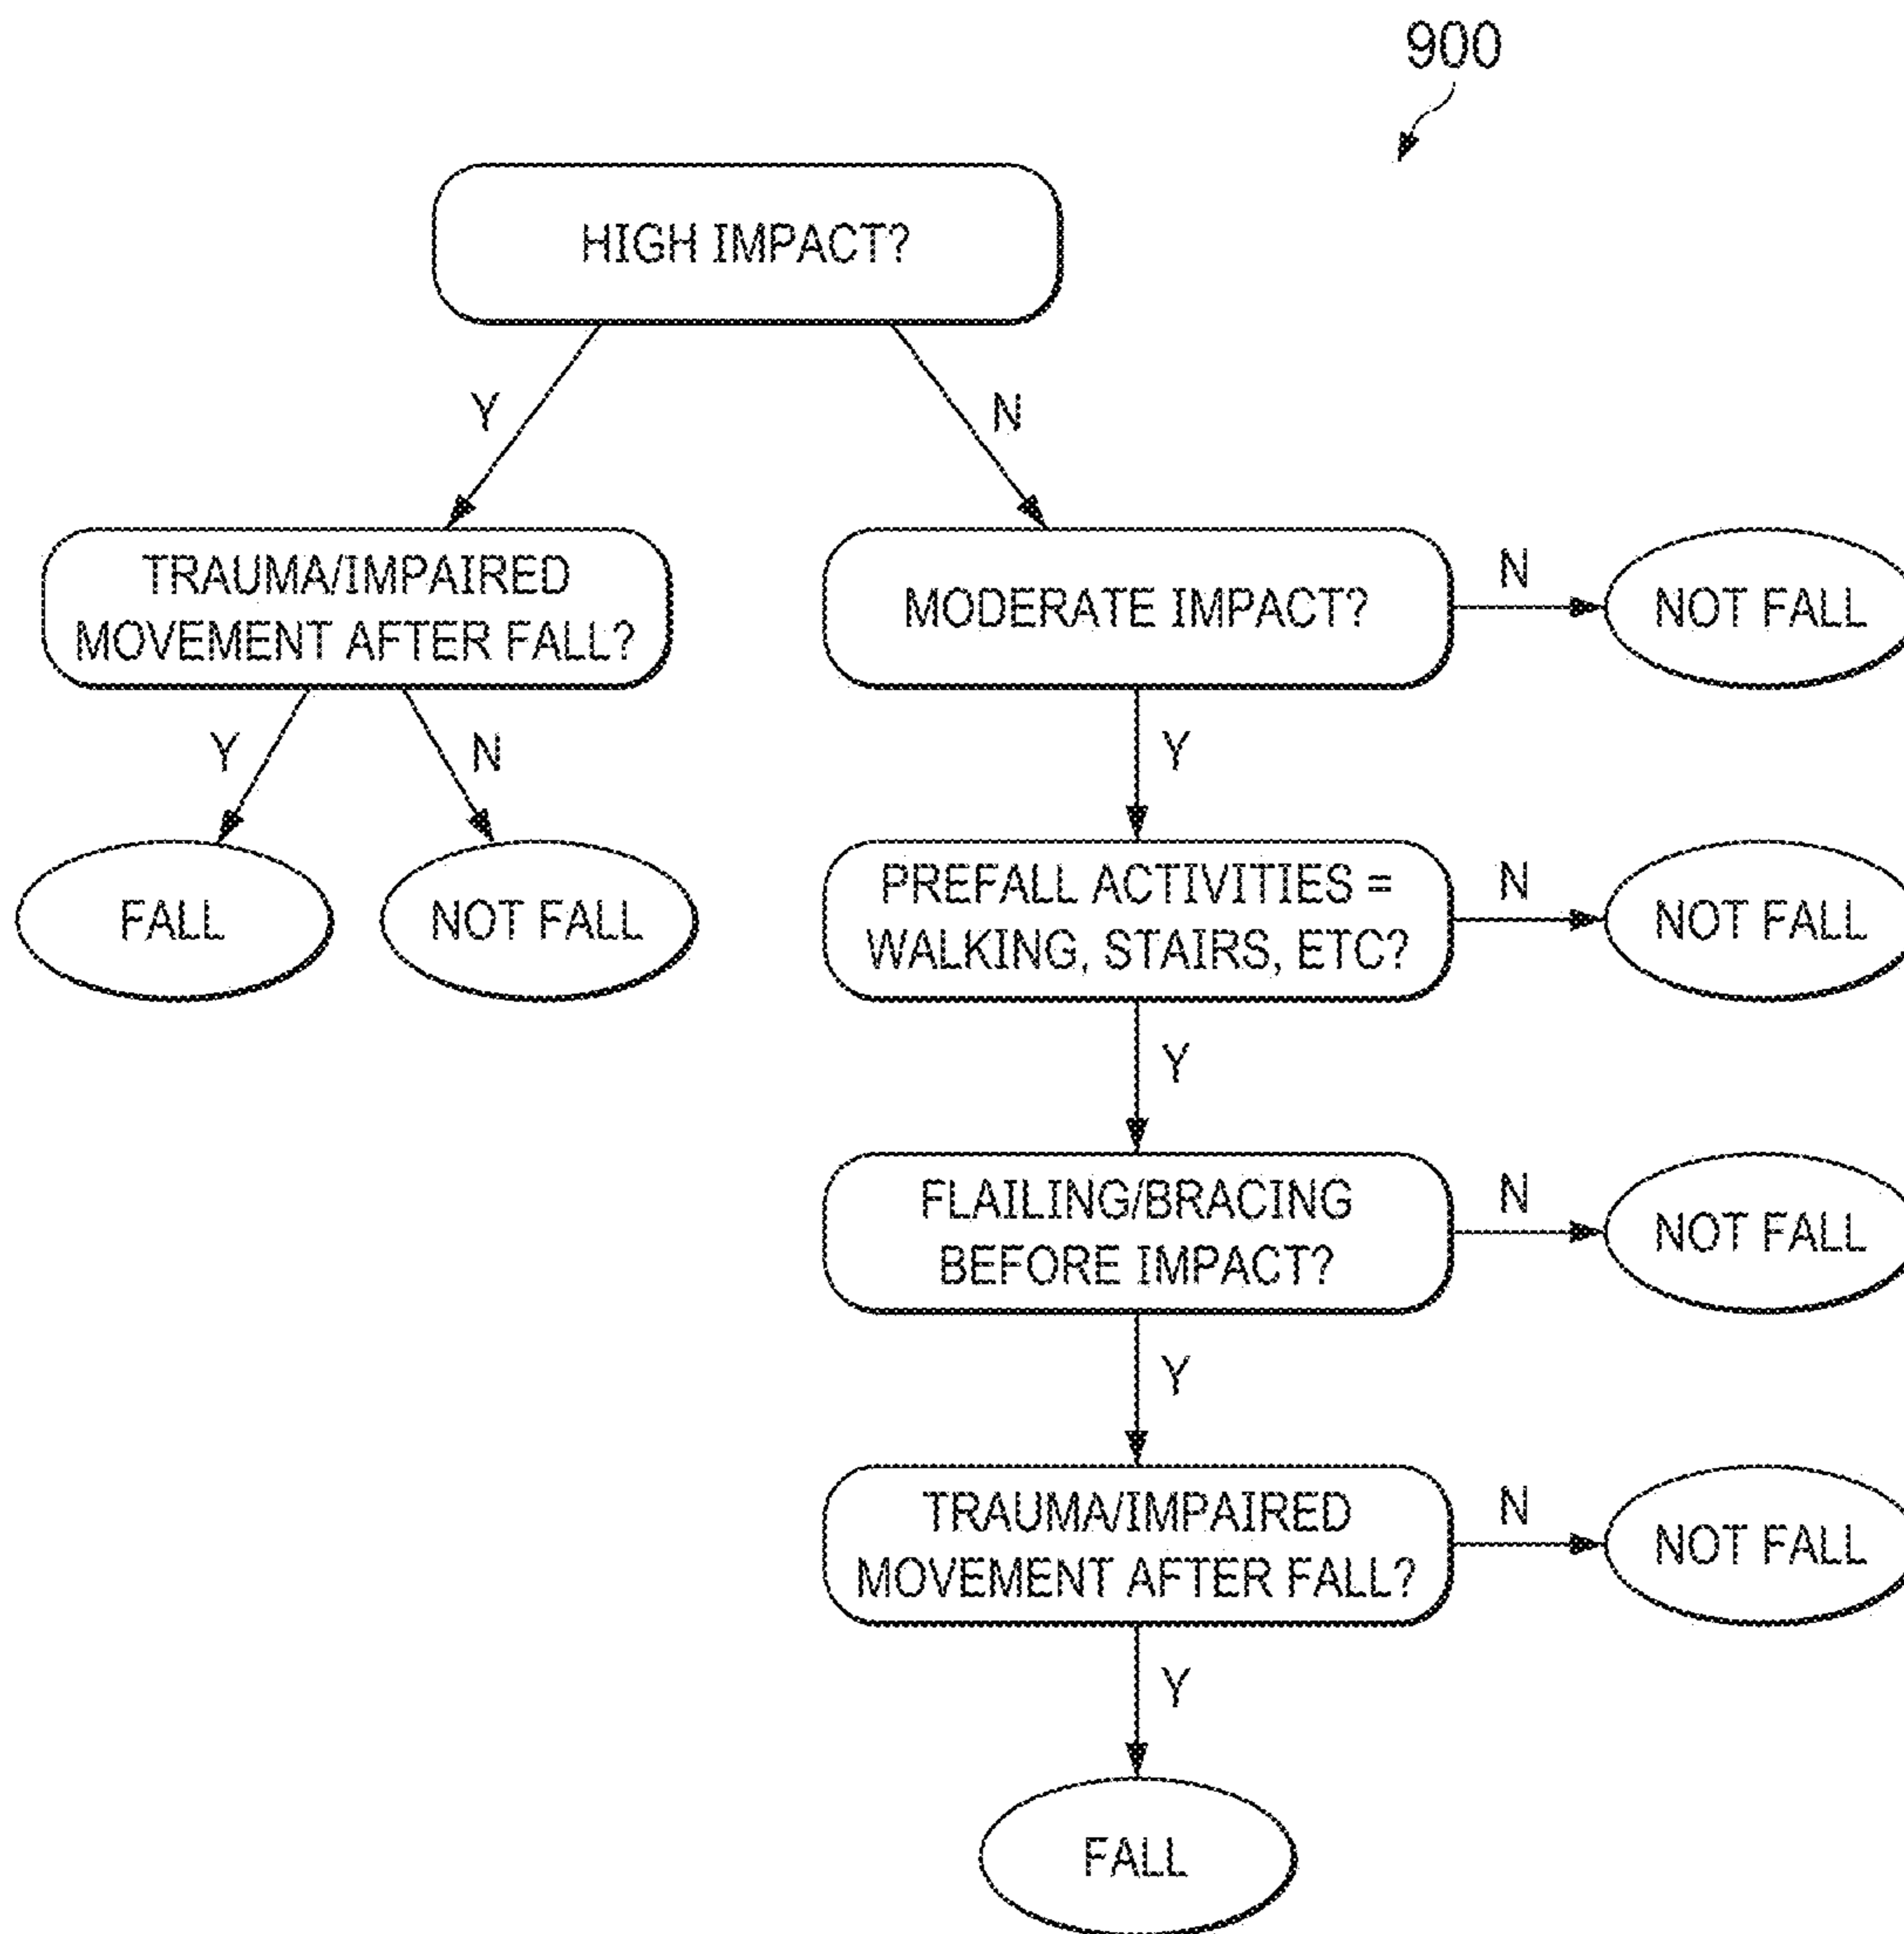 900
HIGH IMPACT?
Y
N
TRAUMA/IMPAIRED
MOVEMENT AFTER FALL?
MODERATE IMPACT?
N
NOT FALL
Y
N
Y
FALL
NOT FALL
PREFALL ACTIVITIES =
WALKING, STAIRS, ETC?
N
NOT FALL
Y
FLAILING/BRACING
BEFORE IMPACT?
N
NOT FALL
Y
TRAUMA/IMPAIRED
MOVEMENT AFTER FALL?
N
NOT FALL
Y
FALL